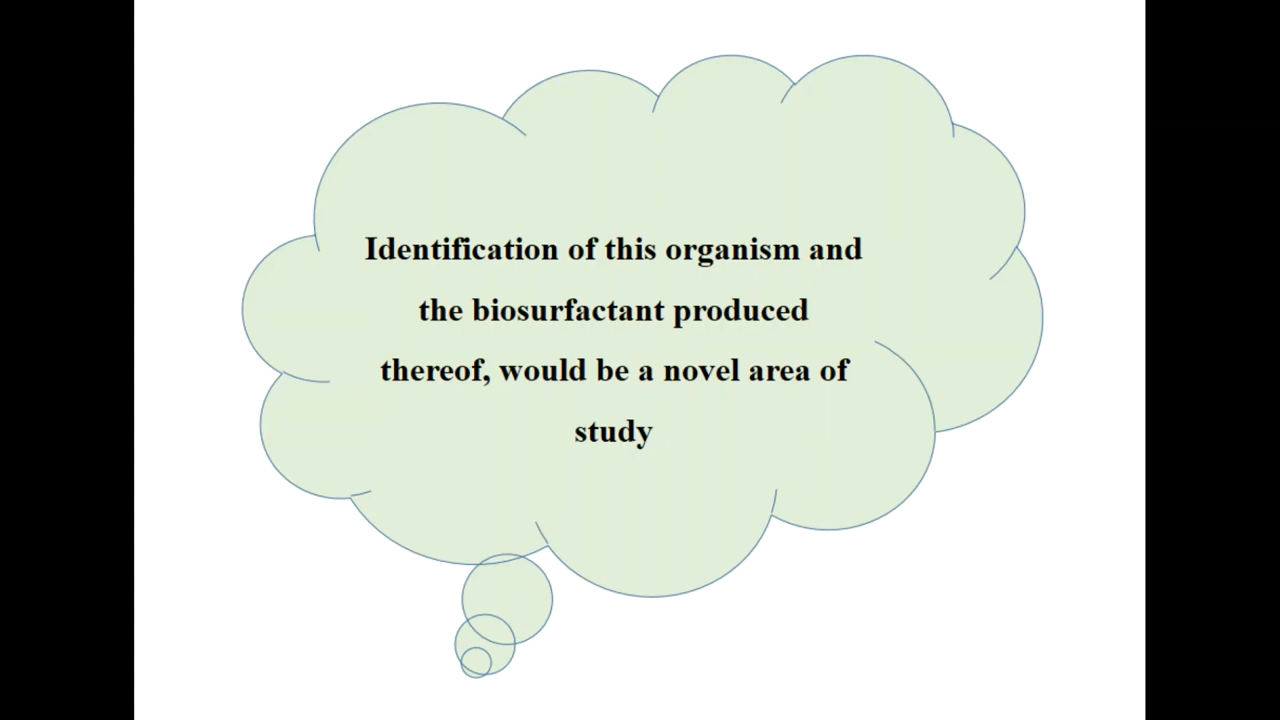 Identification of this organism and
the biosurfactant produced
thereof, would be a novel area of
study